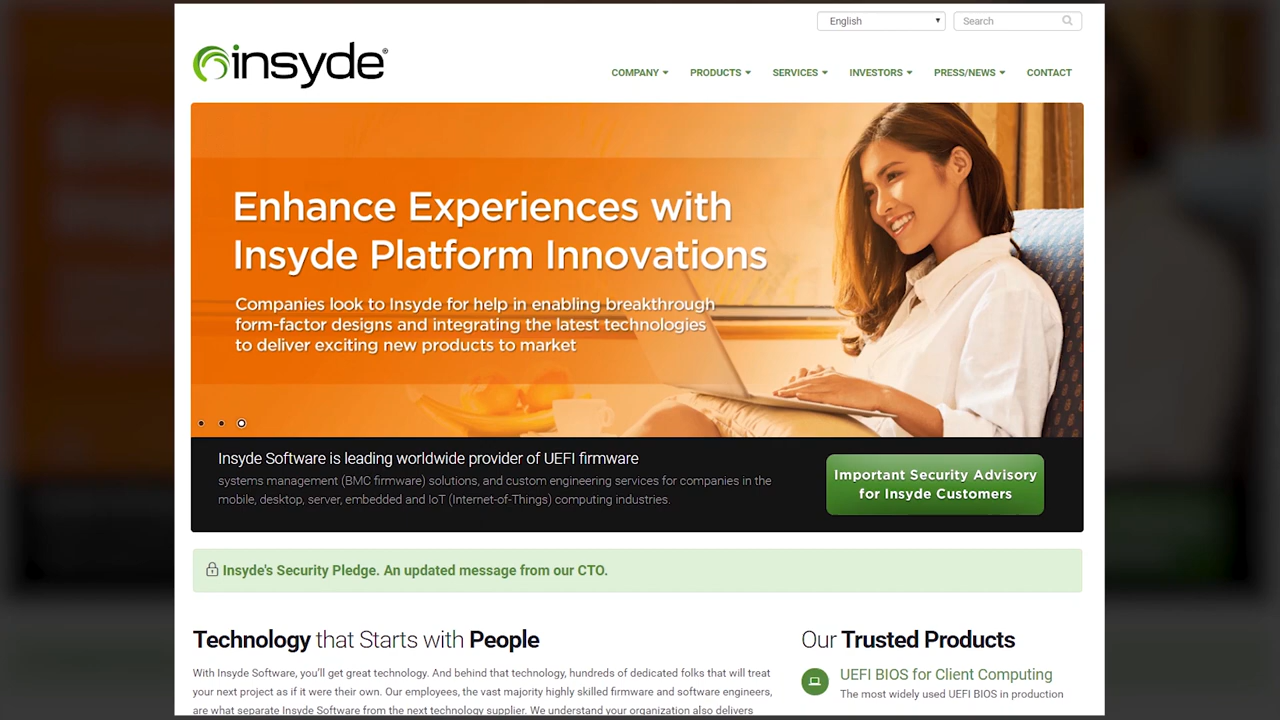 English
Search
insyde®
COMPANY PRODUCTS SERVICES INVESTORS PRESS/NEWS CONTACT
Enhance Experiences with
Insyde Platform Innovations
Companies look to Insyde for help in enabling breakthrough
form-factor designs and integrating the latest technologies
to deliver exciting new products to market
Insyde Software is leading worldwide provider of UEFI firmware
systems management (BMC firmware) solutions, and custom engineering services for companies in the
mobile, desktop, server, embedded and IoT (Internet-of-Things) computing industries.
Important Security Advisory
for Insyde Customers
Insyde's Security Pledge. An updated message from our CTO.
Technology that Starts with People
With Insyde Software, you'll get great technology. And behind that technology, hundreds of dedicated folks that will treat
your next project as if it were their own. Our employees, the vast majority highly skilled firmware and software engineers,
are what separate Insyde Software from the next technology supplier. We understand your organization also delivers
Our Trusted Products
UEFI BIOS for Client Computing
The most widely used UEFI BIOS in production